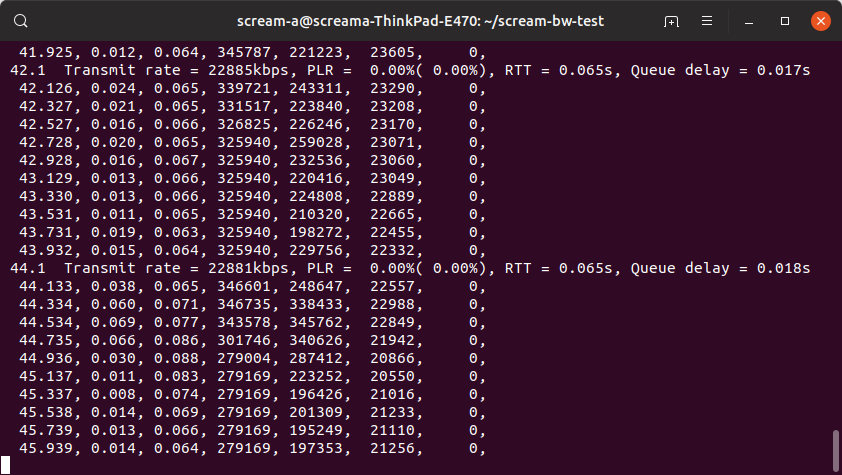 scream-a@screama-ThinkPad-E470: ~/scream-bw-test
41.925, 0.012, 0.064, 345787, 221223,  23605,     0,
42.1  Transmit rate = 22885kbps, PLR =  0.00%( 0.00%), RTT = 0.065s, Queue delay = 0.017s
42.126, 0.024, 0.065, 339721, 243311,  23290,     0,
42.327, 0.021, 0.065, 331517, 223840,  23208,     0,
42.527, 0.016, 0.066, 326825, 226246,  23170,     0,
42.728, 0.020, 0.065, 325940, 259028,  23071,     0,
42.928, 0.016, 0.067, 325940, 232536,  23060,     0,
43.129, 0.013, 0.066, 325940, 220416,  23049,     0,
43.330, 0.013, 0.066, 325940, 224808,  22889,     0,
43.531, 0.011, 0.065, 325940, 210320,  22665,     0,
43.731, 0.019, 0.063, 325940, 198272,  22455,     0,
43.932, 0.015, 0.064, 325940, 229756,  22332,     0,
44.1  Transmit rate = 22881kbps, PLR =  0.00%( 0.00%), RTT = 0.065s, Queue delay = 0.018s
44.133, 0.038, 0.065, 346601, 248647,  22557,     0,
44.334, 0.060, 0.071, 346735, 338433,  22988,     0,
44.534, 0.069, 0.077, 343578, 345762,  22849,     0,
44.735, 0.066, 0.086, 301746, 340626,  21942,     0,
44.936, 0.030, 0.088, 279004, 287412,  20866,     0,
45.137, 0.011, 0.083, 279169, 223252,  20550,     0,
45.337, 0.008, 0.074, 279169, 196426,  21016,     0,
45.538, 0.014, 0.069, 279169, 201309,  21233,     0,
45.739, 0.013, 0.066, 279169, 195249,  21110,     0,
45.939, 0.014, 0.064, 279169, 197353,  21256,     0,